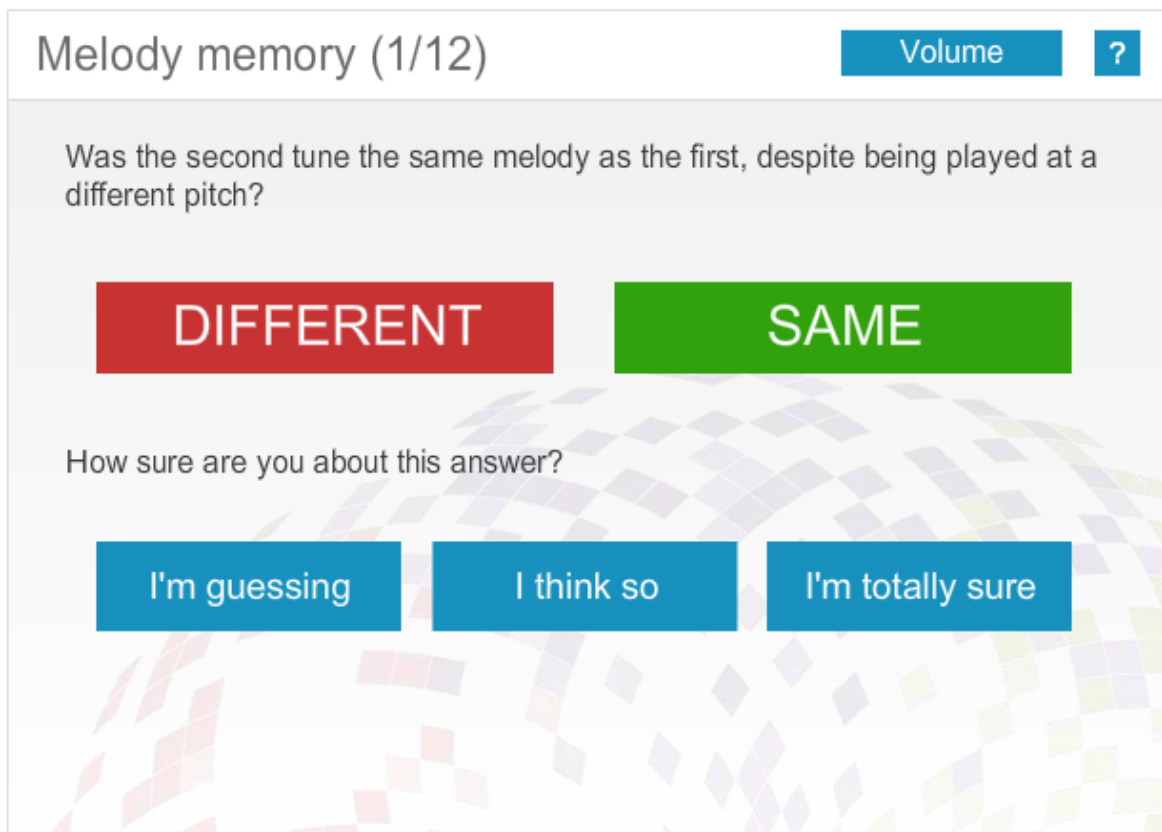 Melody memory (1/12)
Volume
?
Was the second tune the same melody as the first, despite being played at a
different pitch?
DIFFERENT
SAME
How sure are you about this answer?
I'm guessing
I think so
I'm totally sure